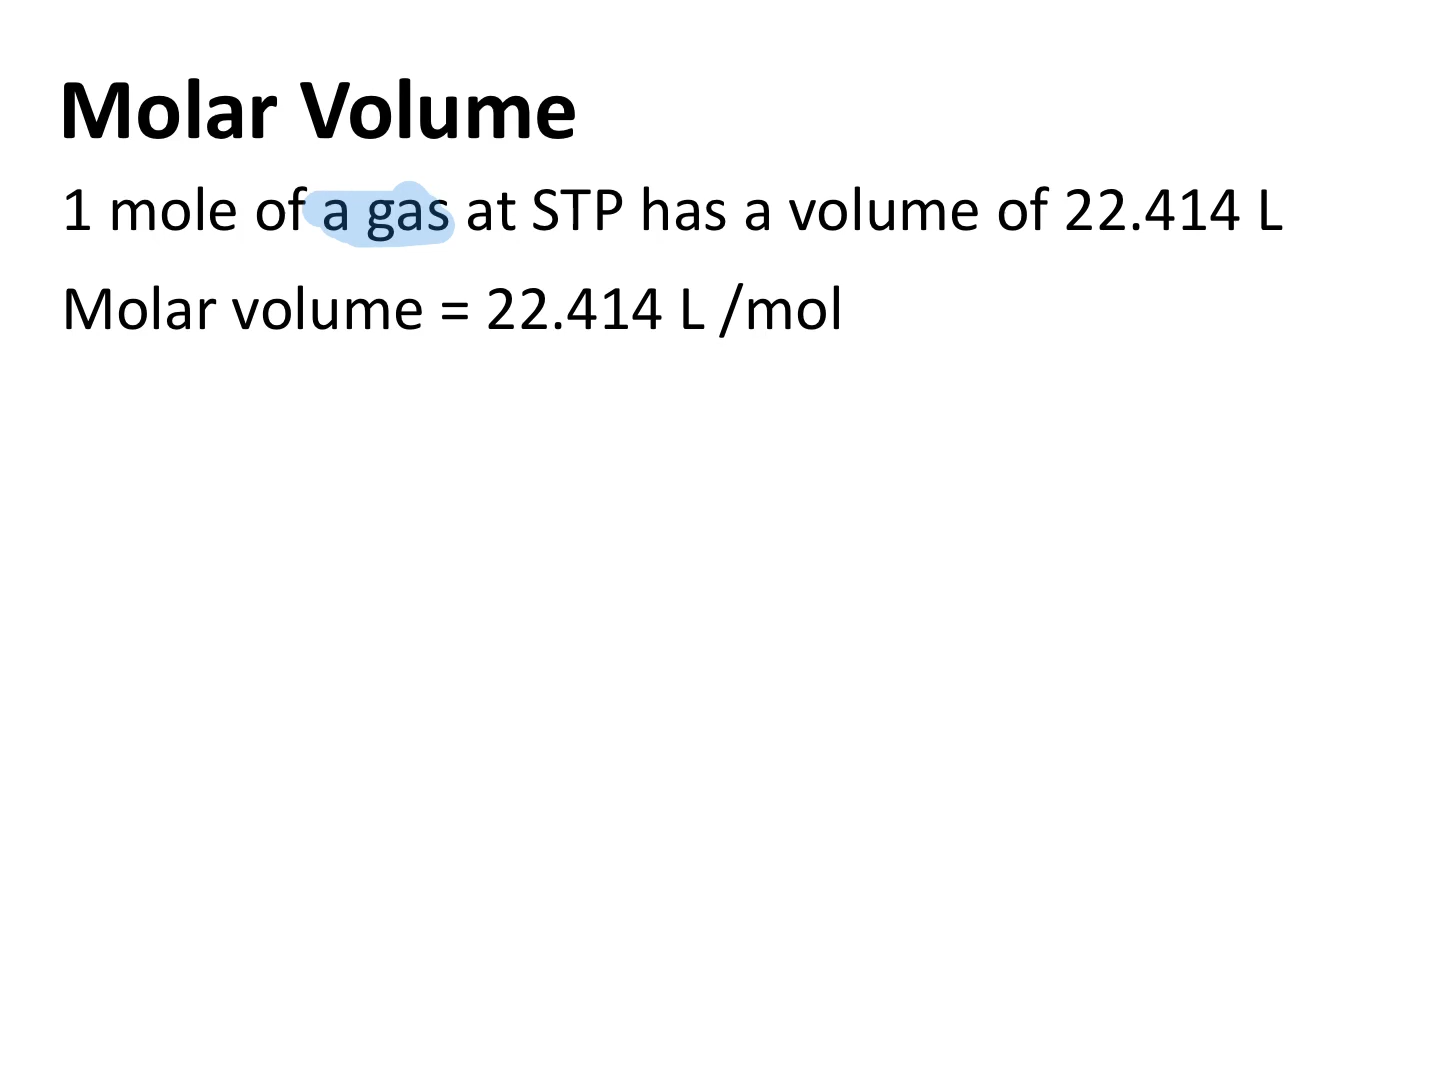 Molar Volume
1 mole of a gas at STP has a volume of 22.414 L
Molar volume = 22.414 L /mol